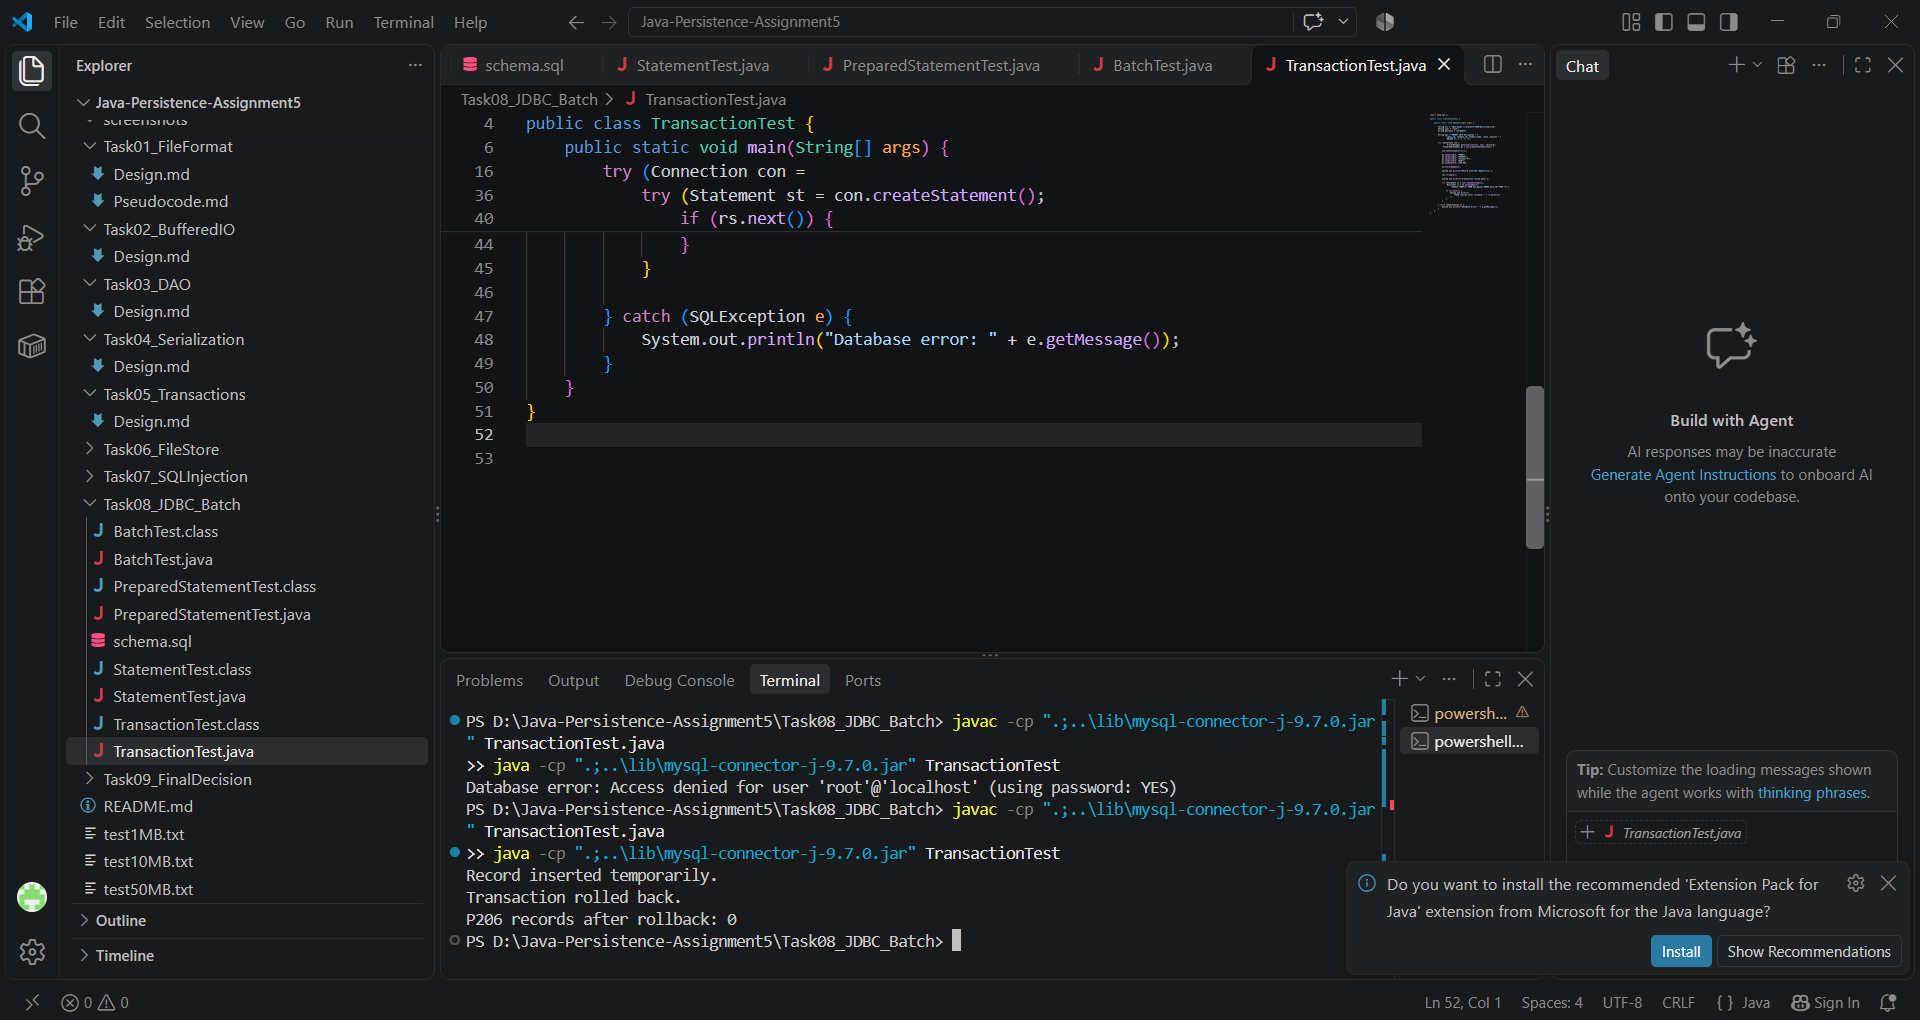 File Edit Selection View Go Run Terminal Help
Java-Persistence-Assignment5
Explorer
Java-Persistence-Assignment5
screenshots
Task01_FileFormat
Design.md
Pseudocode.md
Task02_BufferedIO
Design.md
Task03_DAO
Design.md
Task04_Serialization
Design.md
Task05_Transactions
Design.md
Task06_FileStore
Task07_SQLInjection
Task08_JDBC_Batch
BatchTest.class
BatchTest.java
PreparedStatementTest.class
PreparedStatementTest.java
schema.sql
StatementTest.class
StatementTest.java
TransactionTest.class
TransactionTest.java
Task09_FinalDecision
README.md
test1MB.txt
test10MB.txt
test50MB.txt
Outline
Timeline
schema.sql StatementTest.java PreparedStatementTest.java BatchTest.java TransactionTest.java
Task08_JDBC_Batch > TransactionTest.java
4 public class TransactionTest {
6 public static void main(String[] args) {
16 try (Connection con =
36 try (Statement st = con.createStatement();
40 if (rs.next()) {
44 }
45 }
46
47 } catch (SQLException e) {
48 System.out.println("Database error: " + e.getMessage());
49 }
50 }
51 }
52
53
Problems Output Debug Console Terminal Ports
PS D:\Java-Persistence-Assignment5\Task08_JDBC_Batch> javac -cp ".;..\lib\mysql-connector-j-9.7.0.jar
" TransactionTest.java
>> java -cp ".;..\lib\mysql-connector-j-9.7.0.jar" TransactionTest
Database error: Access denied for user 'root'@'localhost' (using password: YES)
PS D:\Java-Persistence-Assignment5\Task08_JDBC_Batch> javac -cp ".;..\lib\mysql-connector-j-9.7.0.jar
" TransactionTest.java
>> java -cp ".;..\lib\mysql-connector-j-9.7.0.jar" TransactionTest
Record inserted temporarily.
Transaction rolled back.
P206 records after rollback: 0
PS D:\Java-Persistence-Assignment5\Task08_JDBC_Batch>
powersh...
powershell...
Chat
Build with Agent
AI responses may be inaccurate
Generate Agent Instructions to onboard AI
onto your codebase.
Tip: Customize the loading messages shown
while the agent works with thinking phrases.
TransactionTest.java
Do you want to install the recommended 'Extension Pack for
Java' extension from Microsoft for the Java language?
Install Show Recommendations
0 0
Ln 52, Col 1 Spaces: 4 UTF-8 CRLF {} Java Sign In